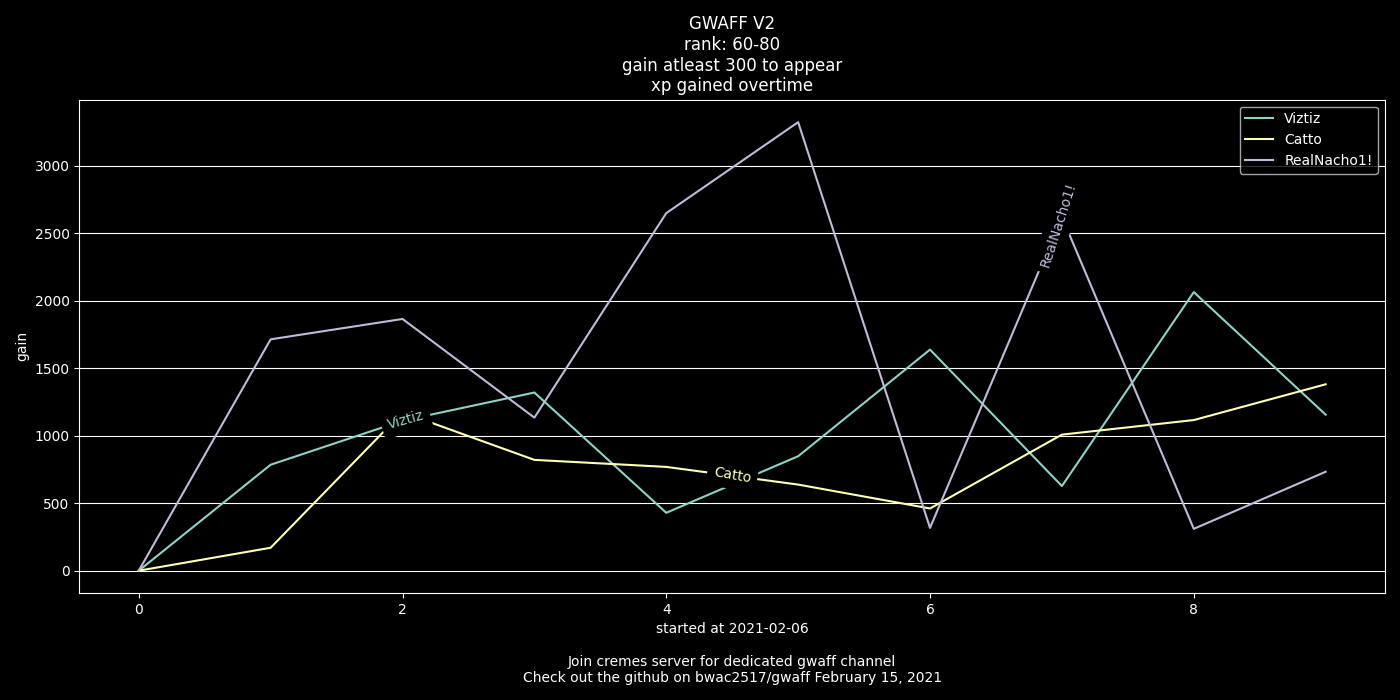 GWAFF V2
rank: 60-80
gain atleast 300 to appear
xp gained overtime
Viztiz
Catto
RealNacho1!
3000
2500
2000
1500
1000
500
0
gain
Viztiz
Catto
RealNacho1!
0 2 4 6 8
started at 2021-02-06
Join cremes server for dedicated gwaff channel
Check out the github on bwac2517/gwaff February 15, 2021